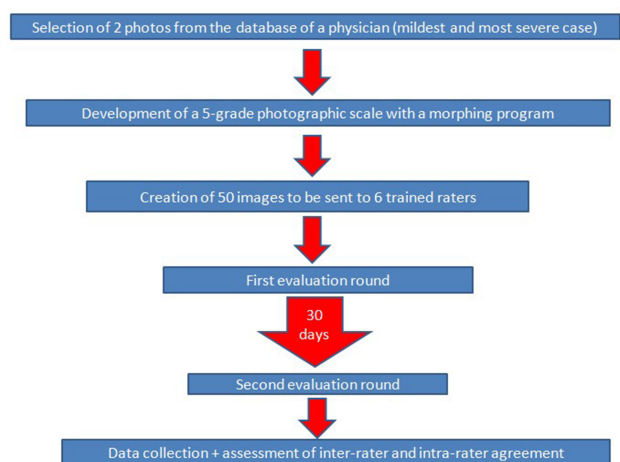 Selection of 2 photos from the database of a physician (mildest and most severe case)
Development of a 5-grade photographic scale with a morphing program
Creation of 50 images to be sent to 6 trained raters
First evaluation round
30
days
Second evaluation round
Data collection + assessment of inter-rater and intra-rater agreement